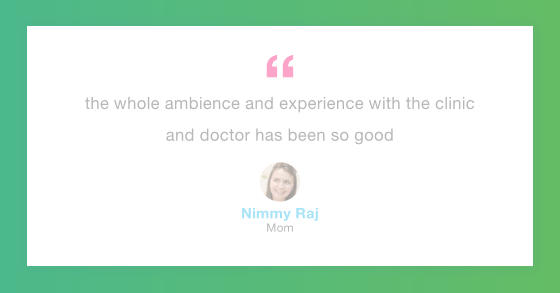 “
the whole ambience and experience with the clinic
and doctor has been so good
Nimmy Raj
Mom